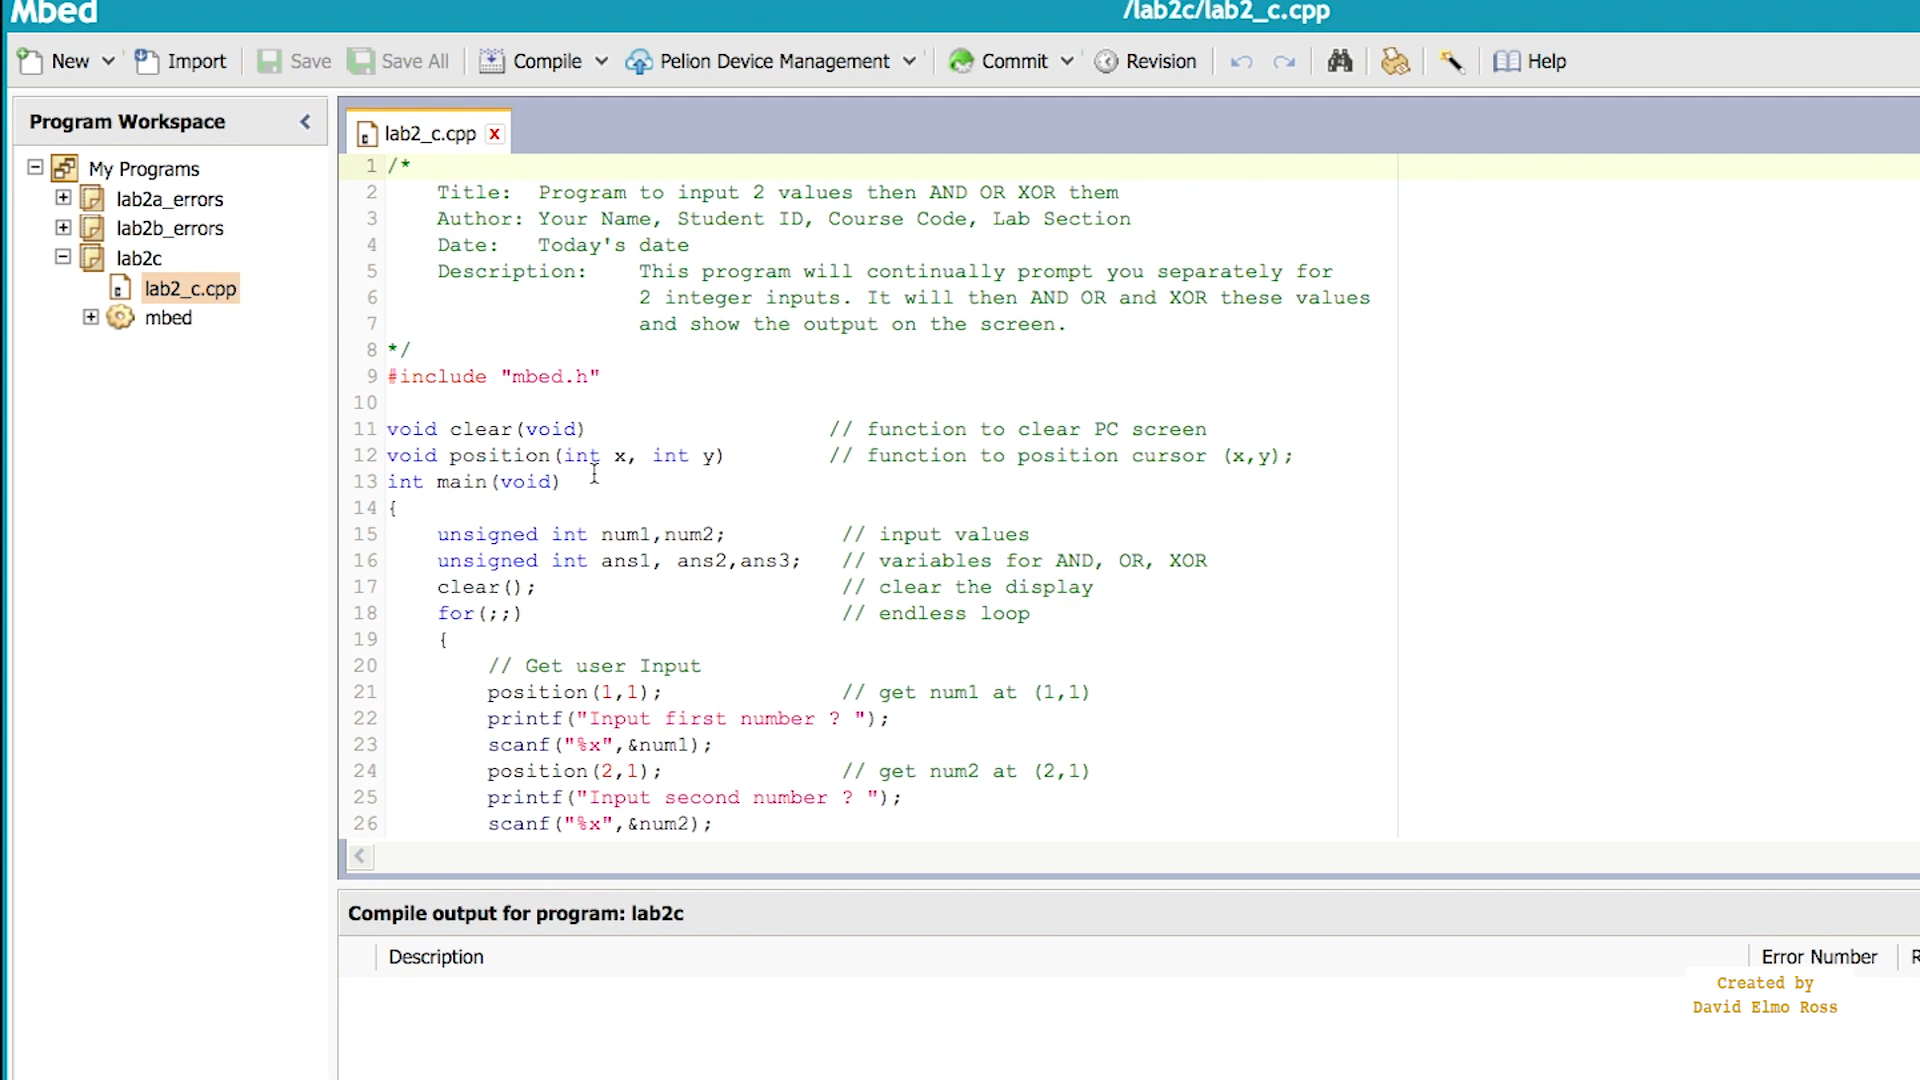 Mbed
/lab2c/lab2_c.cpp
New Import Save Save All Compile Pelion Device Management Commit Revision Help
Program Workspace
My Programs
lab2a_errors
lab2b_errors
lab2c
lab2_c.cpp
mbed
lab2_c.cpp x
1 /*
2 Title: Program to input 2 values then AND OR XOR them
3 Author: Your Name, Student ID, Course Code, Lab Section
4 Date: Today's date
5 Description: This program will continually prompt you separately for
6 2 integer inputs. It will then AND OR and XOR these values
7 and show the output on the screen.
8 */
9 #include "mbed.h"
10
11 void clear(void) // function to clear PC screen
12 void position(int x, int y) // function to position cursor (x,y);
13 int main(void)
14 {
15 unsigned int num1,num2; // input values
16 unsigned int ans1, ans2,ans3; // variables for AND, OR, XOR
17 clear(); // clear the display
18 for(;;) // endless loop
19 {
20 // Get user Input
21 position(1,1); // get num1 at (1,1)
22 printf("Input first number ? ");
23 scanf("%x",&num1);
24 position(2,1); // get num2 at (2,1)
25 printf("Input second number ? ");
26 scanf("%x",&num2);
Compile output for program: lab2c
Description Error Number R
Created by
David Elmo Ross